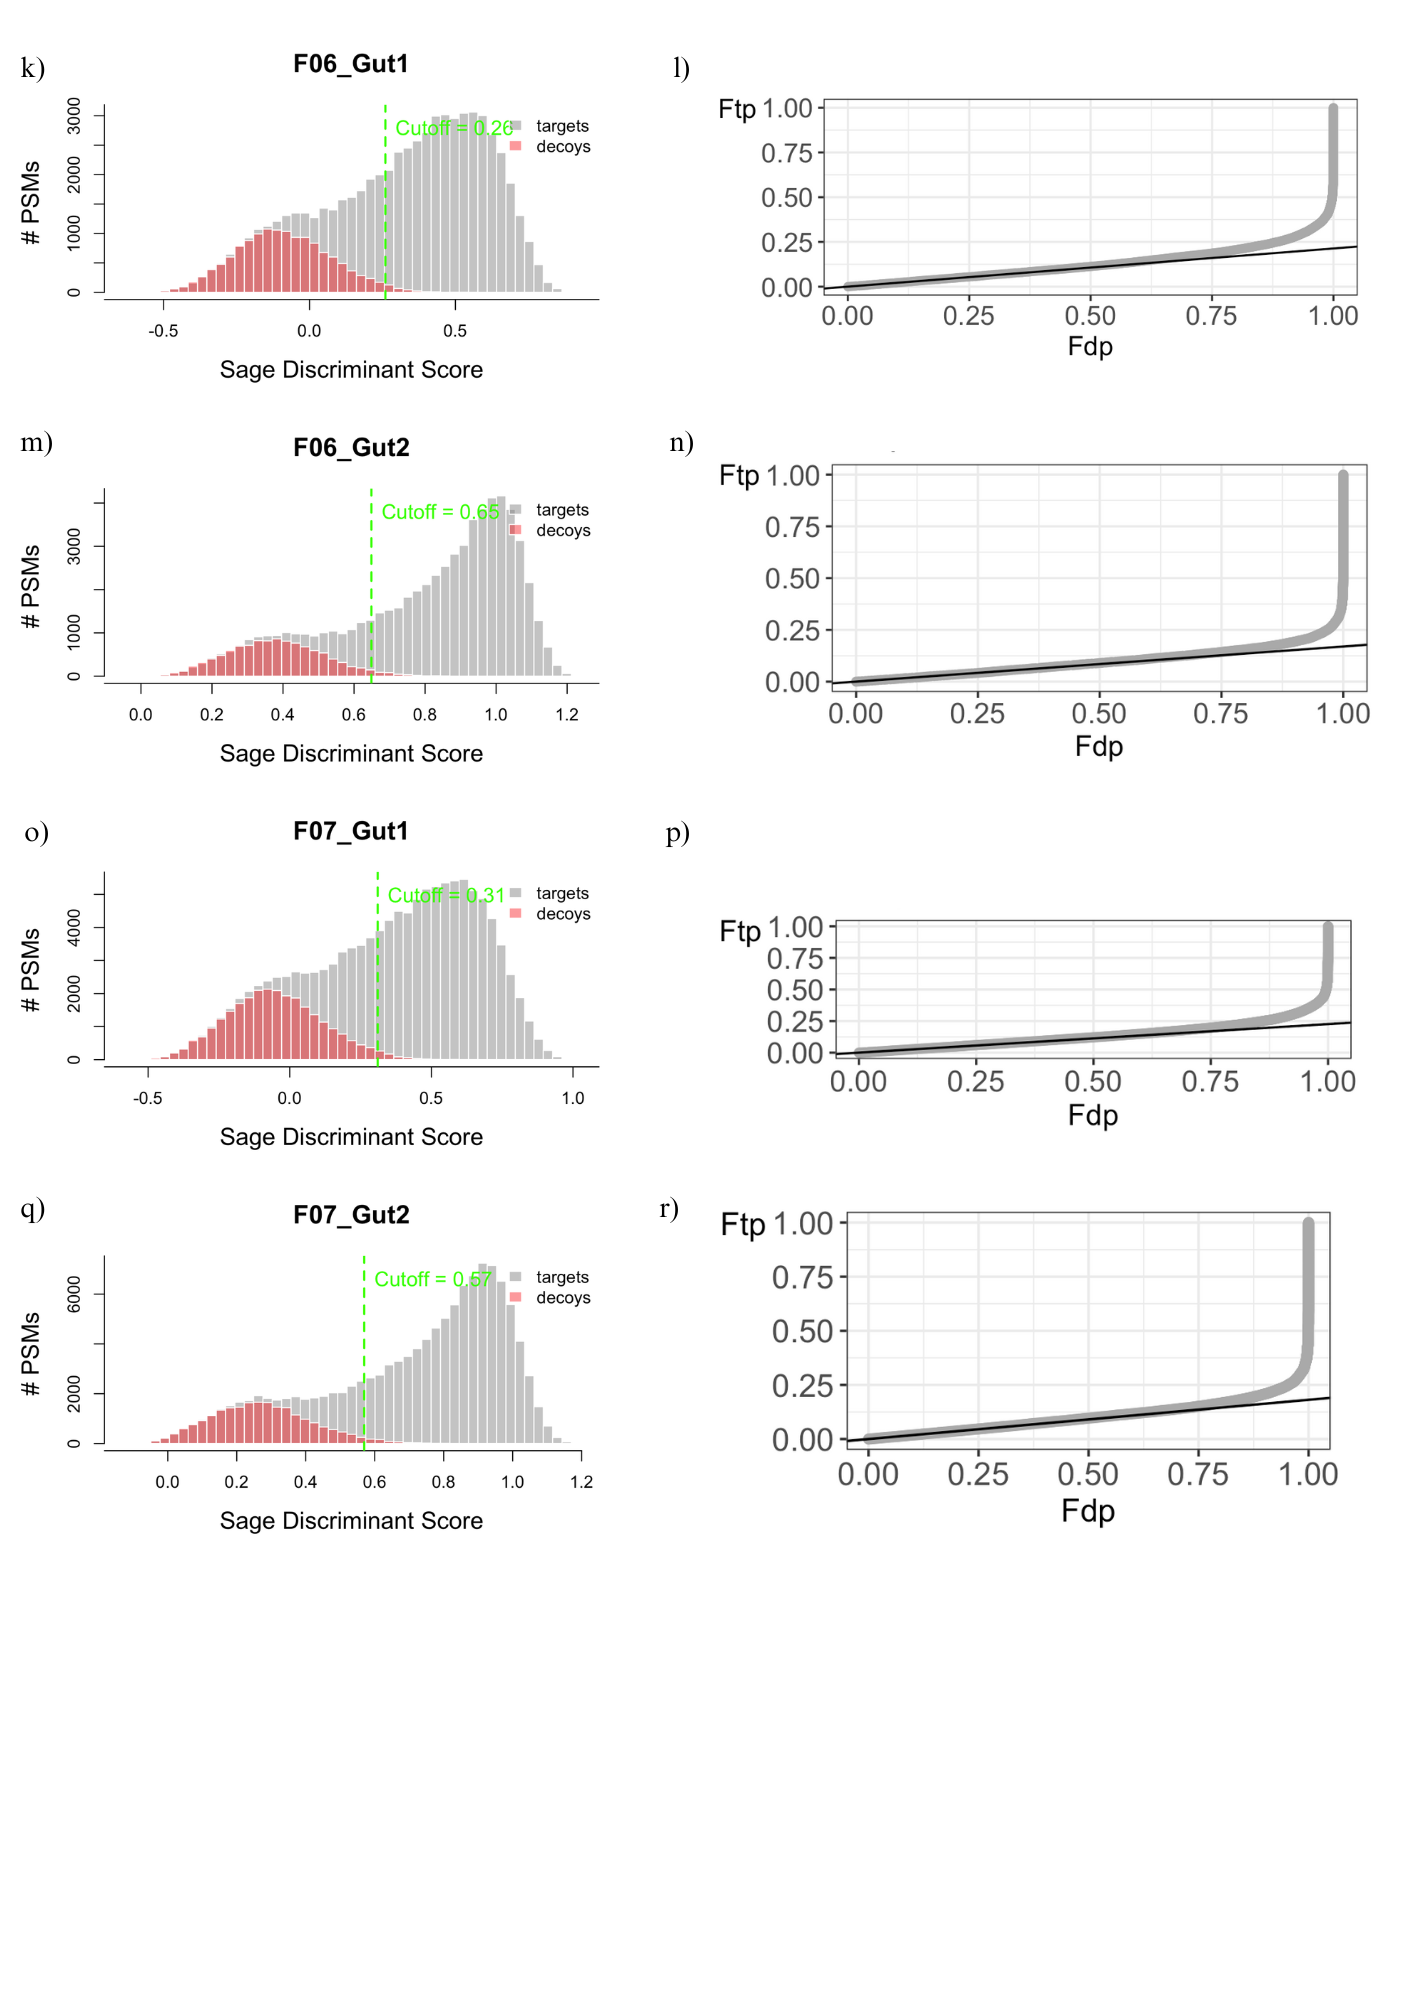 k)
F06_Gut1
3000
2000
1000
0
# PSMs
Cutoff = 0.26
targets
decoys
-0.5 0.0 0.5
Sage Discriminant Score
l)
Ftp
1.00
0.75
0.50
0.25
0.00
0.00 0.25 0.50 0.75 1.00
Fdp
m)
F06_Gut2
3000
1000
0
# PSMs
Cutoff = 0.65
targets
decoys
0.0 0.2 0.4 0.6 0.8 1.0 1.2
Sage Discriminant Score
n)
Ftp
1.00
0.75
0.50
0.25
0.00
0.00 0.25 0.50 0.75 1.00
Fdp
o)
F07_Gut1
4000
2000
0
# PSMs
Cutoff = 0.31
targets
decoys
-0.5 0.0 0.5 1.0
Sage Discriminant Score
p)
Ftp
1.00
0.75
0.50
0.25
0.00
0.00 0.25 0.50 0.75 1.00
Fdp
q)
F07_Gut2
6000
2000
0
# PSMs
Cutoff = 0.57
targets
decoys
0.0 0.2 0.4 0.6 0.8 1.0 1.2
Sage Discriminant Score
r)
Ftp
1.00
0.75
0.50
0.25
0.00
0.00 0.25 0.50 0.75 1.00
Fdp